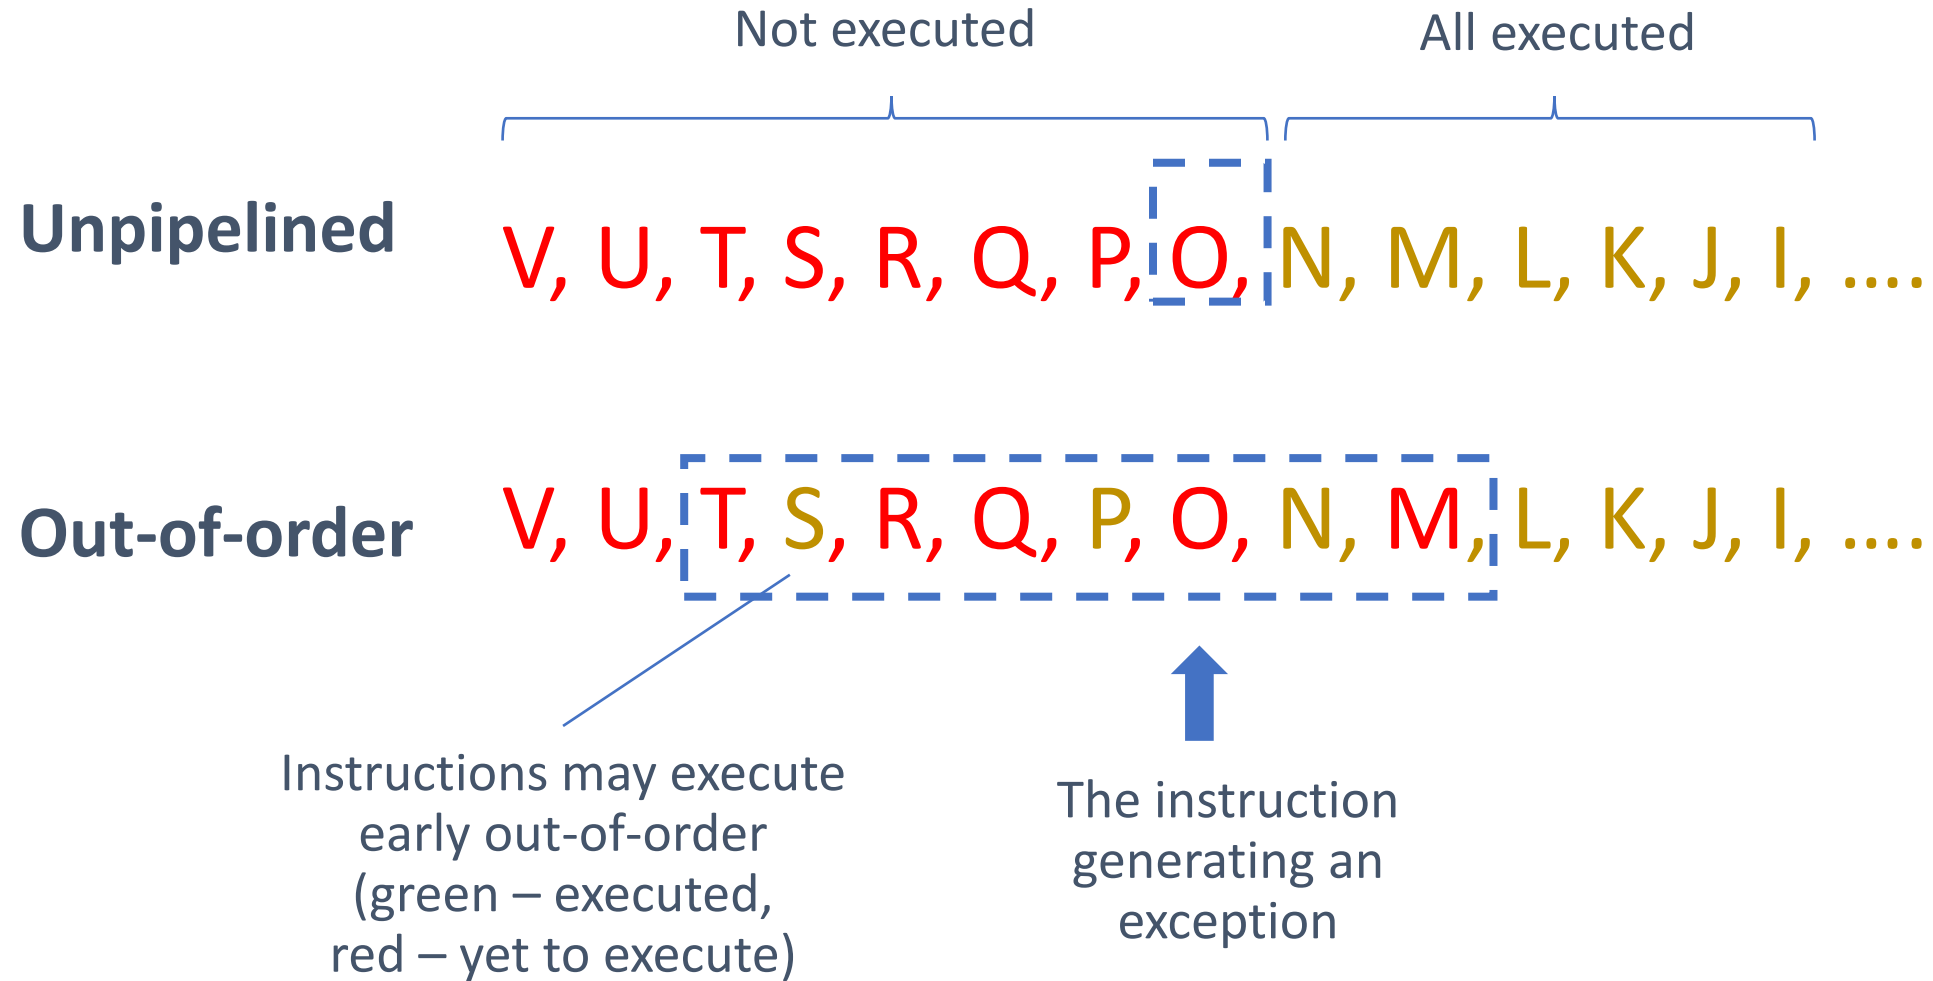 Not executed
All executed
Unpipelined
V, U, T, S, R, Q, P, O, N, M, L, K, J, I, ....
Out-of-order
V, U, T, S, R, Q, P, O, N, M, L, K, J, I, ....
Instructions may execute
early out-of-order
(green – executed,
red – yet to execute)
The instruction
generating an
exception